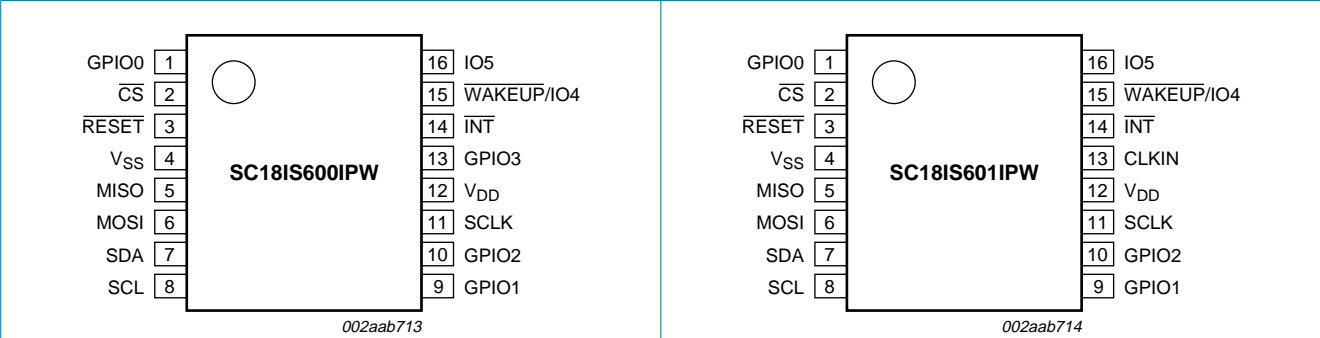 GPIO0 1
CS 2
RESET 3
VSS 4
MISO 5
MOSI 6
SDA 7
SCL 8
SC18IS600IPW
16 IO5
15 WAKEUP/IO4
14 INT
13 GPIO3
12 VDD
11 SCLK
10 GPIO2
9 GPIO1
002aab713
GPIO0 1
CS 2
RESET 3
VSS 4
MISO 5
MOSI 6
SDA 7
SCL 8
SC18IS601IPW
16 IO5
15 WAKEUP/IO4
14 INT
13 CLKIN
12 VDD
11 SCLK
10 GPIO2
9 GPIO1
002aab714